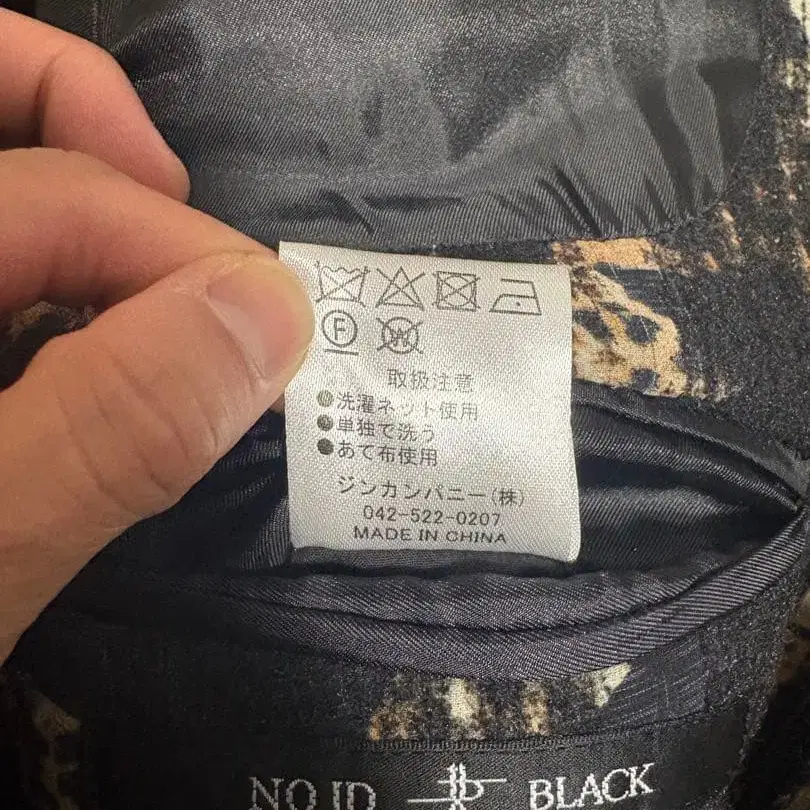 F W
取扱注意
●洗濯ネット使用
●単独で洗う
●あて布使用
ジンカンパニー(株)
042-522-0207
MADE IN CHINA
NO ID BLACK